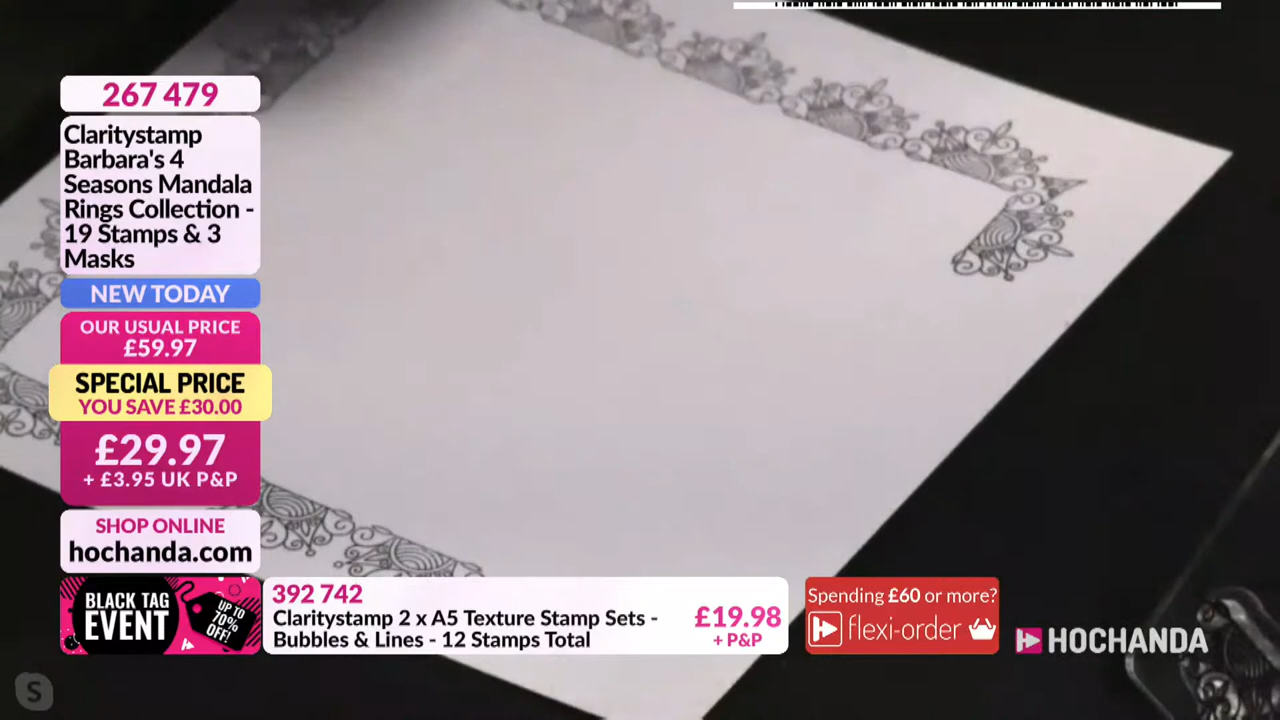 267 479
Claritystamp
Barbara's 4
Seasons Mandala
Rings Collection -
19 Stamps & 3
Masks
NEW TODAY
OUR USUAL PRICE
£59.97
SPECIAL PRICE
YOU SAVE £30.00
£29.97
+ £3.95 UK P&P
SHOP ONLINE
hochanda.com
BLACK TAG
EVENT
UP TO
70%
OFF!
392 742
Claritystamp 2 x A5 Texture Stamp Sets -
Bubbles & Lines - 12 Stamps Total
£19.98
+ P&P
Spending £60 or more?
flexi-order
HOCHANDA
S